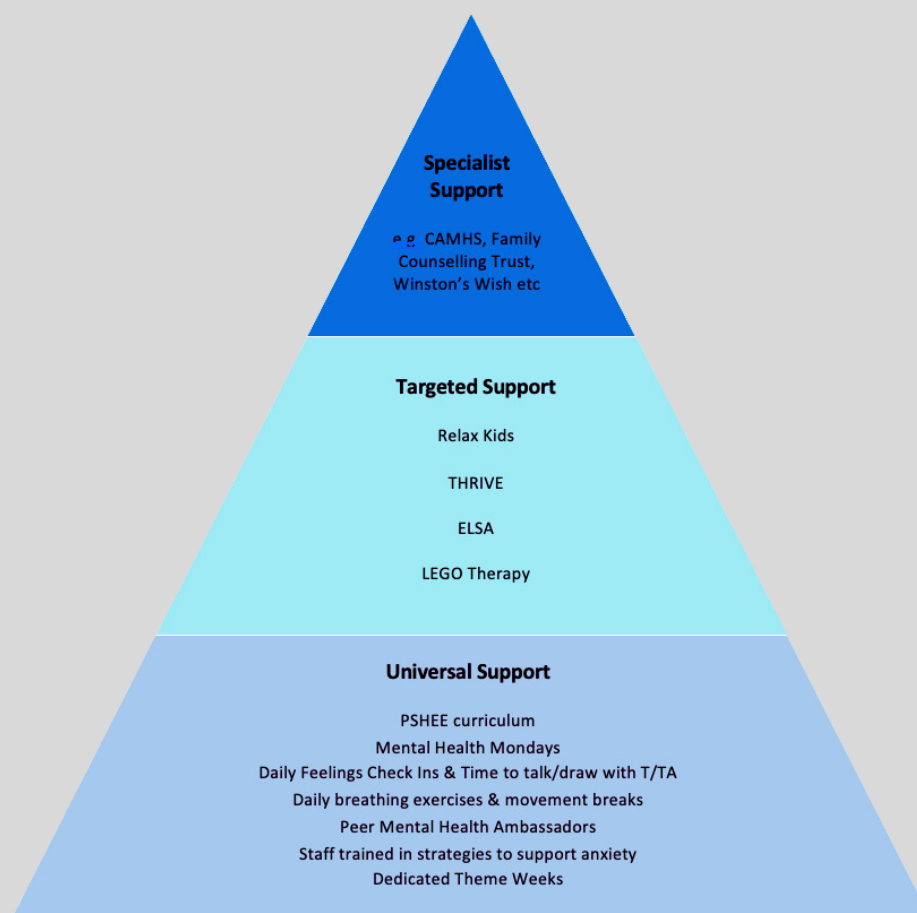 Specialist
Support
e.g. CAMHS, Family
Counselling Trust,
Winston's Wish etc
Targeted Support
Relax Kids
THRIVE
ELSA
LEGO Therapy
Universal Support
PSHEE curriculum
Mental Health Mondays
Daily Feelings Check Ins & Time to talk/draw with T/TA
Daily breathing exercises & movement breaks
Peer Mental Health Ambassadors
Staff trained in strategies to support anxiety
Dedicated Theme Weeks